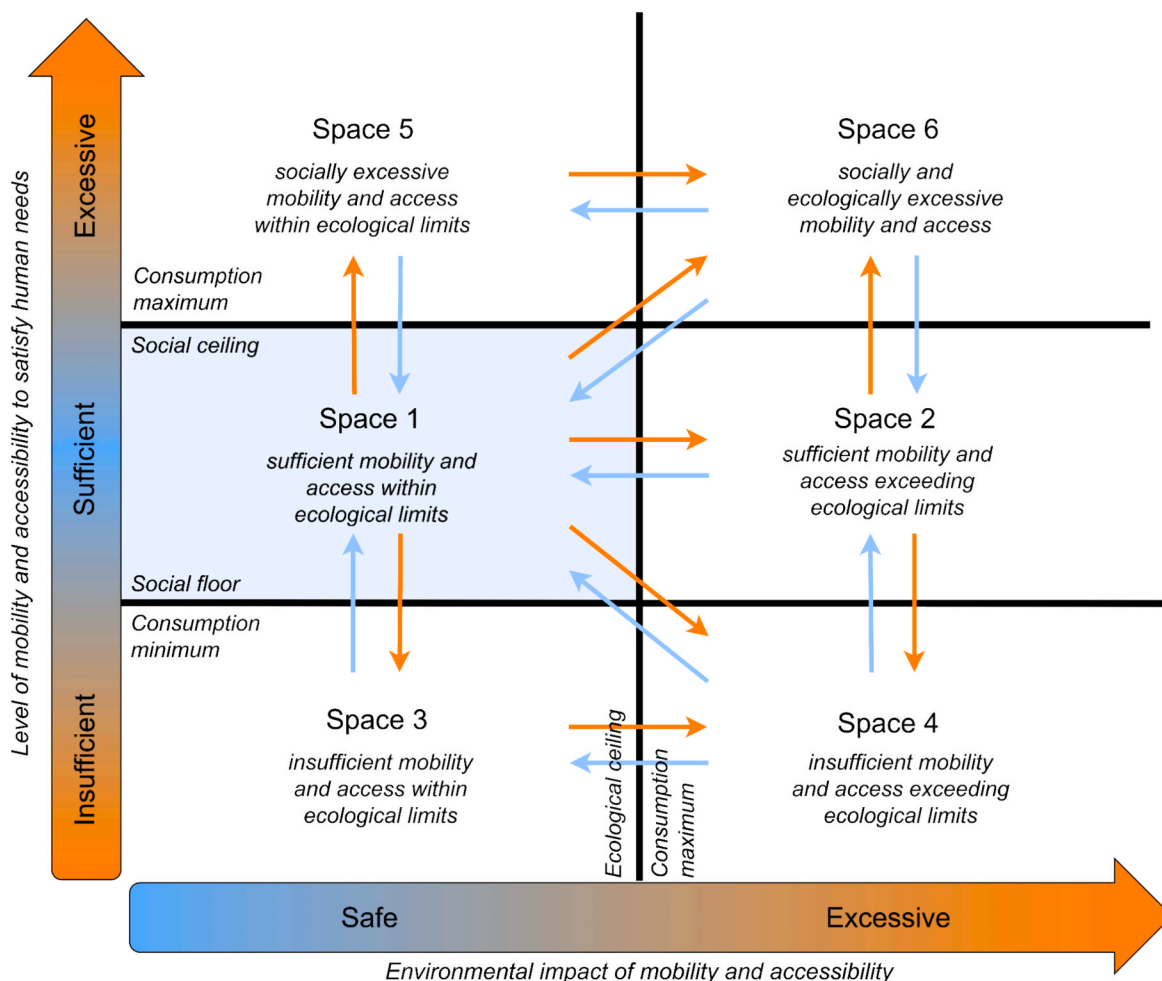 Level of mobility and accessibility to satisfy human needs
Excessive
Sufficient
Insufficient
Space 5
socially excessive
mobility and access
within ecological limits
Space 6
socially and
ecologically excessive
mobility and access
Consumption
maximum
Social ceiling
Space 1
sufficient mobility and
access within
ecological limits
Space 2
sufficient mobility and
access exceeding
ecological limits
Social floor
Consumption
minimum
Space 3
insufficient mobility
and access within
ecological limits
Ecological ceiling
Consumption
maximum
Space 4
insufficient mobility
and access exceeding
ecological limits
Safe
Excessive
Environmental impact of mobility and accessibility